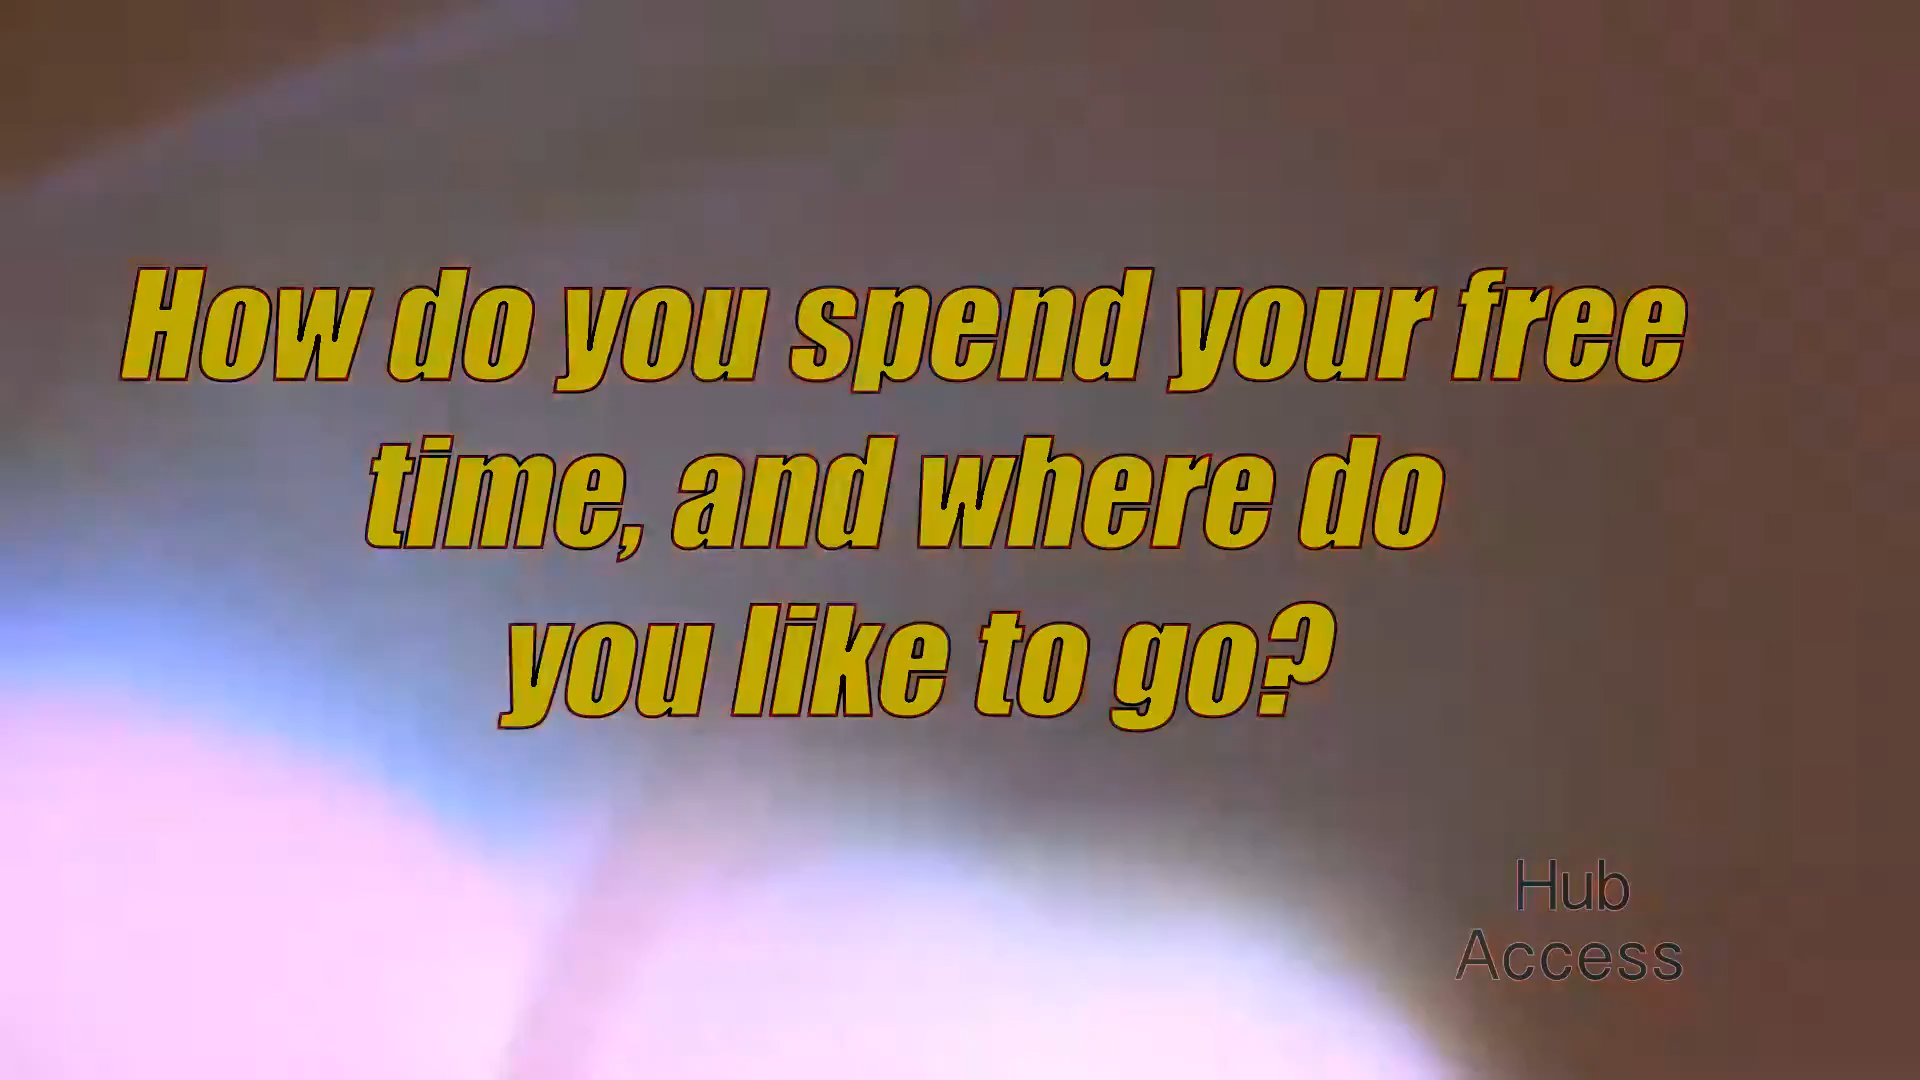 How do you spend your free
time, and where do
you like to go?
Hub
Access